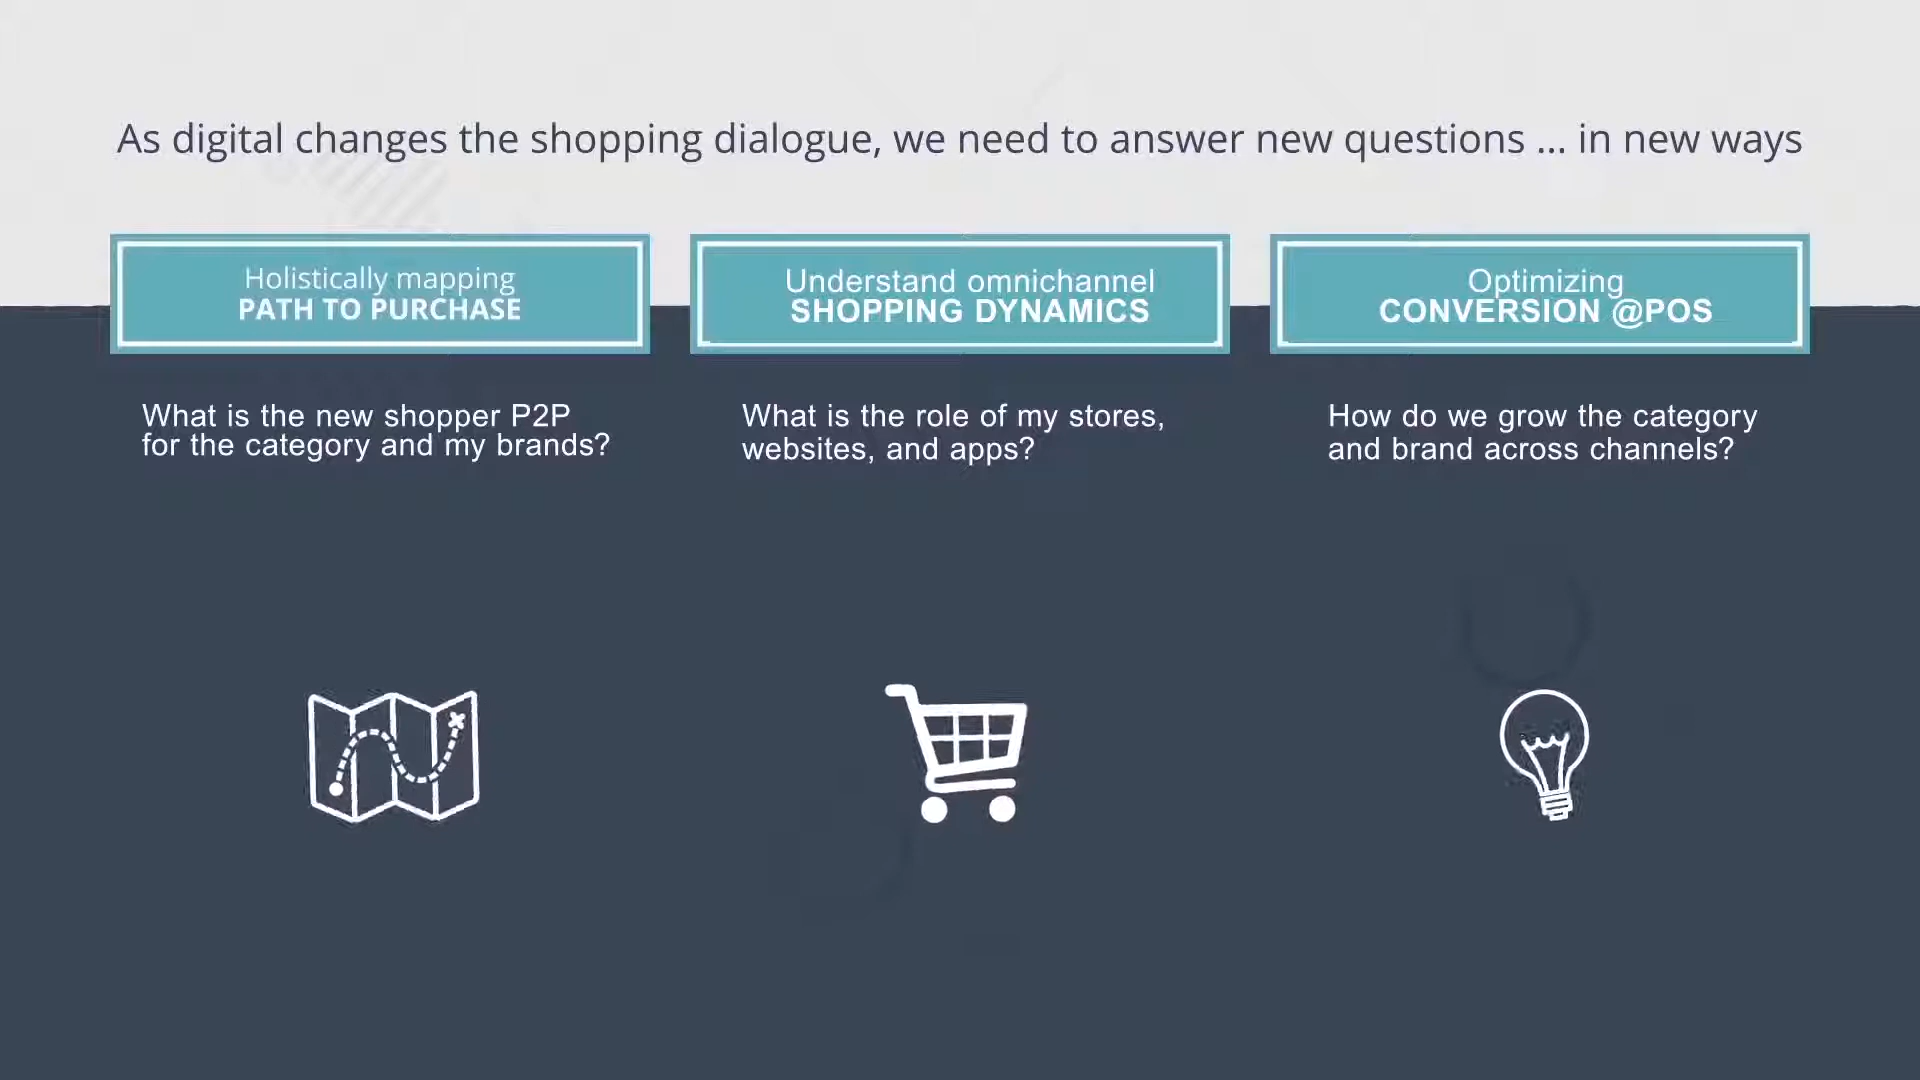 As digital changes the shopping dialogue, we need to answer new questions ... in new ways
Holistically mapping
PATH TO PURCHASE
What is the new shopper P2P
for the category and my brands?
Understand omnichannel
SHOPPING DYNAMICS
What is the role of my stores,
websites, and apps?
Optimizing
CONVERSION @POS
How do we grow the category
and brand across channels?